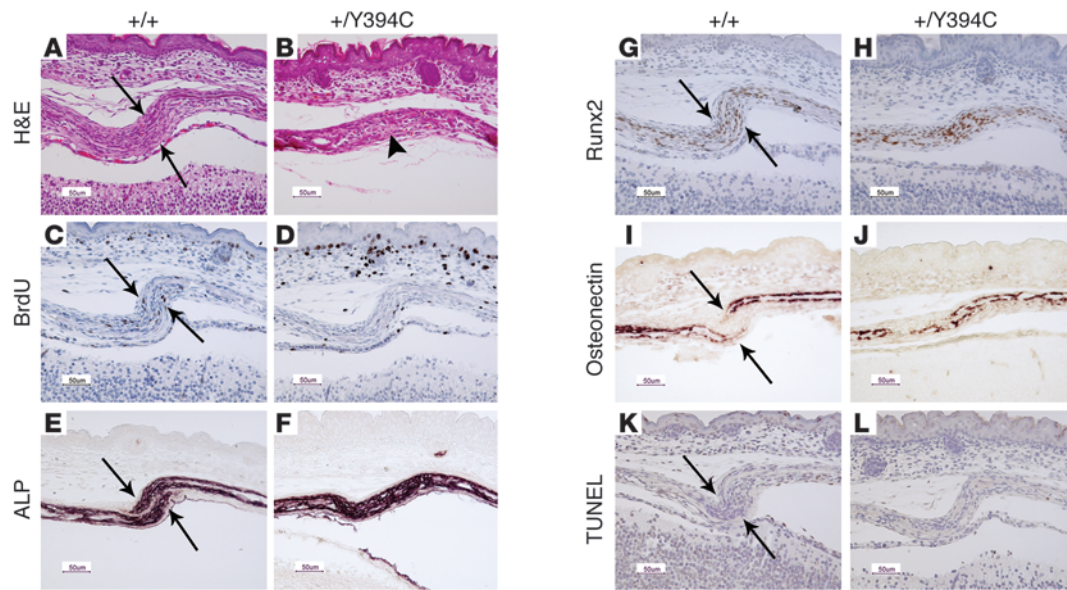 +/+ +/Y394C +/+ +/Y394C
H&E
A
50um
B
50um
BrdU
C
50um
D
50um
ALP
E
50um
F
50um
Runx2
G
50um
H
50um
Osteonectin
I
50um
J
50um
TUNEL
K
50um
L
50um